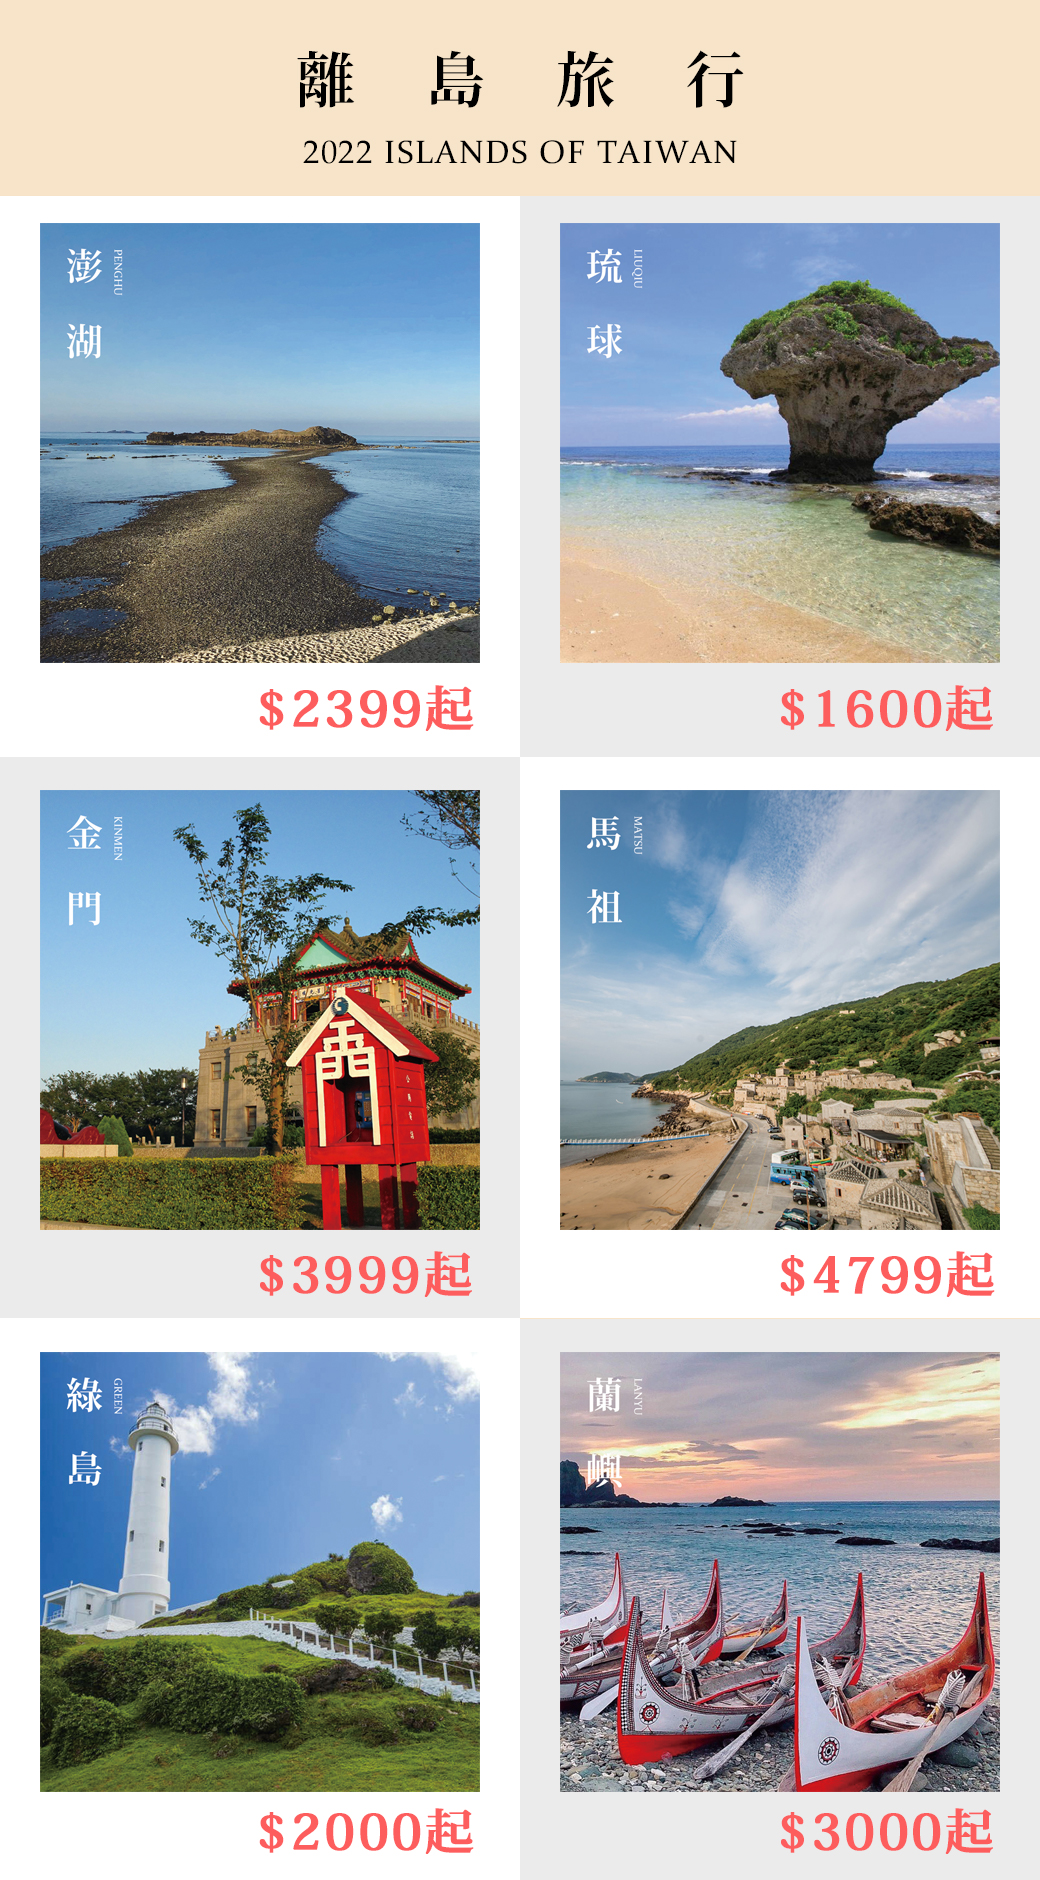 離島旅行
2022 ISLANDS OF TAIWAN
澎湖
PENGHU
$2399起
琉球
LIUQIU
$1600起
金門
KINMEN
$3999起
馬祖
MATSU
$4799起
綠島
GREEN
$2000起
蘭嶼
LANYU
$3000起